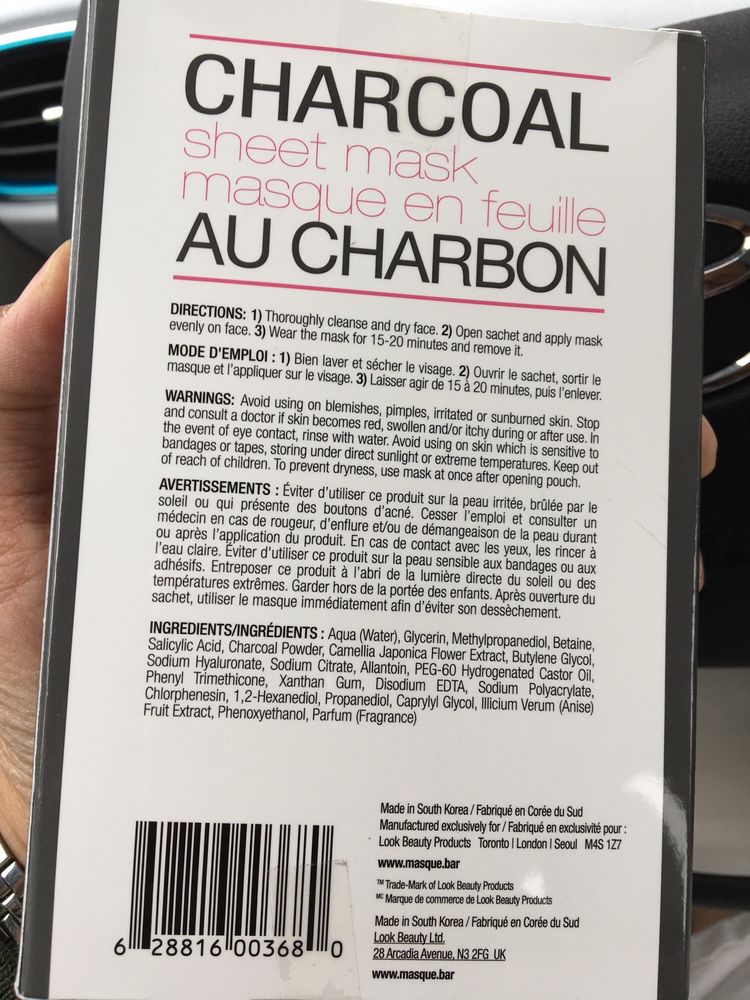 CHARCOAL
sheet mask
masque en feuille
AU CHARBON
DIRECTIONS: 1) Thoroughly cleanse and dry face. 2) Open sachet and apply mask
evenly on face. 3) Wear the mask for 15-20 minutes and remove it.
MODE D'EMPLOI : 1) Bien laver et sécher le visage. 2) Ouvrir le sachet, sortir le
masque et l'appliquer sur le visage. 3) Laisser agir de 15 à 20 minutes, puis l'enlever.
WARNINGS: Avoid using on blemishes, pimples, irritated or sunburned skin. Stop
and consult a doctor if skin becomes red, swollen and/or itchy during or after use. In
the event of eye contact, rinse with water. Avoid using on skin which is sensitive to
bandages or tapes, storing under direct sunlight or extreme temperatures. Keep out
of reach of children. To prevent dryness, use mask at once after opening pouch.
AVERTISSEMENTS : Éviter d'utiliser ce produit sur la peau irritée, brûlée par le
soleil ou qui présente des boutons d'acné. Cesser l'emploi et consulter un
médecin en cas de rougeur, d'enflure et/ou de démangeaison de la peau durant
ou après l'application du produit. En cas de contact avec les yeux, les rincer à
l'eau claire. Éviter d'utiliser ce produit sur la peau sensible aux bandages ou aux
adhésifs. Entreposer ce produit à l'abri de la lumière directe du soleil ou des
températures extrêmes. Garder hors de la portée des enfants. Après ouverture du
sachet, utiliser le masque immédiatement afin d'éviter son dessèchement.
INGREDIENTS/INGRÉDIENTS : Aqua (Water), Glycerin, Methylpropanediol, Betaine,
Salicylic Acid, Charcoal Powder, Camellia Japonica Flower Extract, Butylene Glycol,
Sodium Hyaluronate, Sodium Citrate, Allantoin, PEG-60 Hydrogenated Castor Oil,
Phenyl Trimethicone, Xanthan Gum, Disodium EDTA, Sodium Polyacrylate,
Chlorphenesin, 1,2-Hexanediol, Propanediol, Caprylyl Glycol, Illicium Verum (Anise)
Fruit Extract, Phenoxyethanol, Parfum (Fragrance)
Made in South Korea / Fabriqué en Corée du Sud
Manufactured exclusively for / Fabriqué en exclusivité pour :
Look Beauty Products Toronto | London | Seoul M4S 1Z7
www.masque.bar
TM Trade-Mark of Look Beauty Products
MC Marque de commerce de Look Beauty Products
Made in South Korea / Fabriqué en Corée du Sud
Look Beauty Ltd.
28 Arcadia Avenue, N3 2FG UK
www.masque.bar
6 28816 00368 0